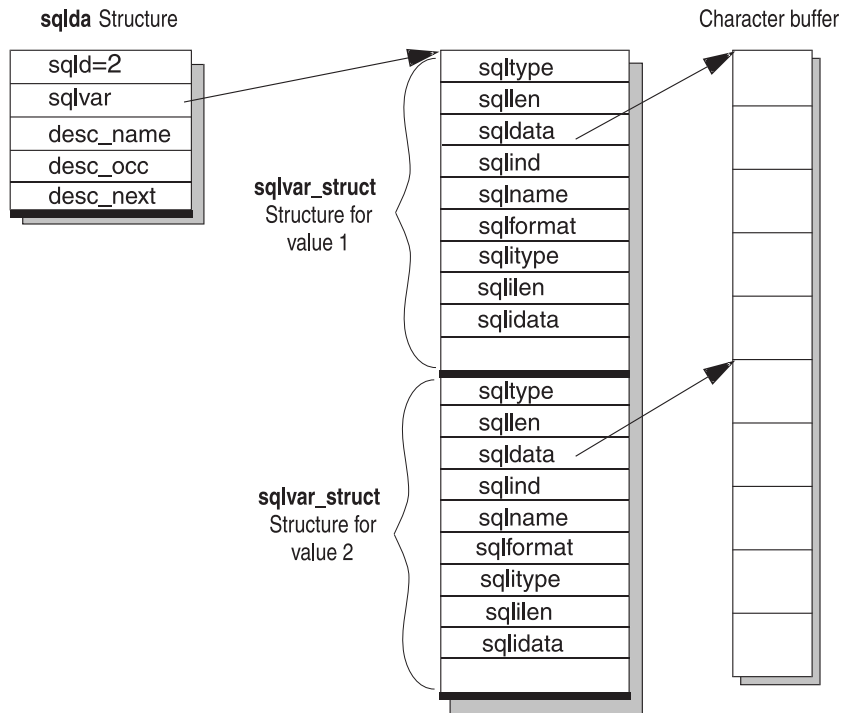 sqlda Structure
sqld=2
sqlvar
desc_name
desc_occ
desc_next
sqlvar_struct
Structure for
value 1
sqltype
sqllen
sqldata
sqlind
sqlname
sqlformat
sqlitype
sqlilen
sqlidata
sqlvar_struct
Structure for
value 2
sqltype
sqllen
sqldata
sqlind
sqlname
sqlformat
sqlitype
sqlilen
sqlidata
Character buffer